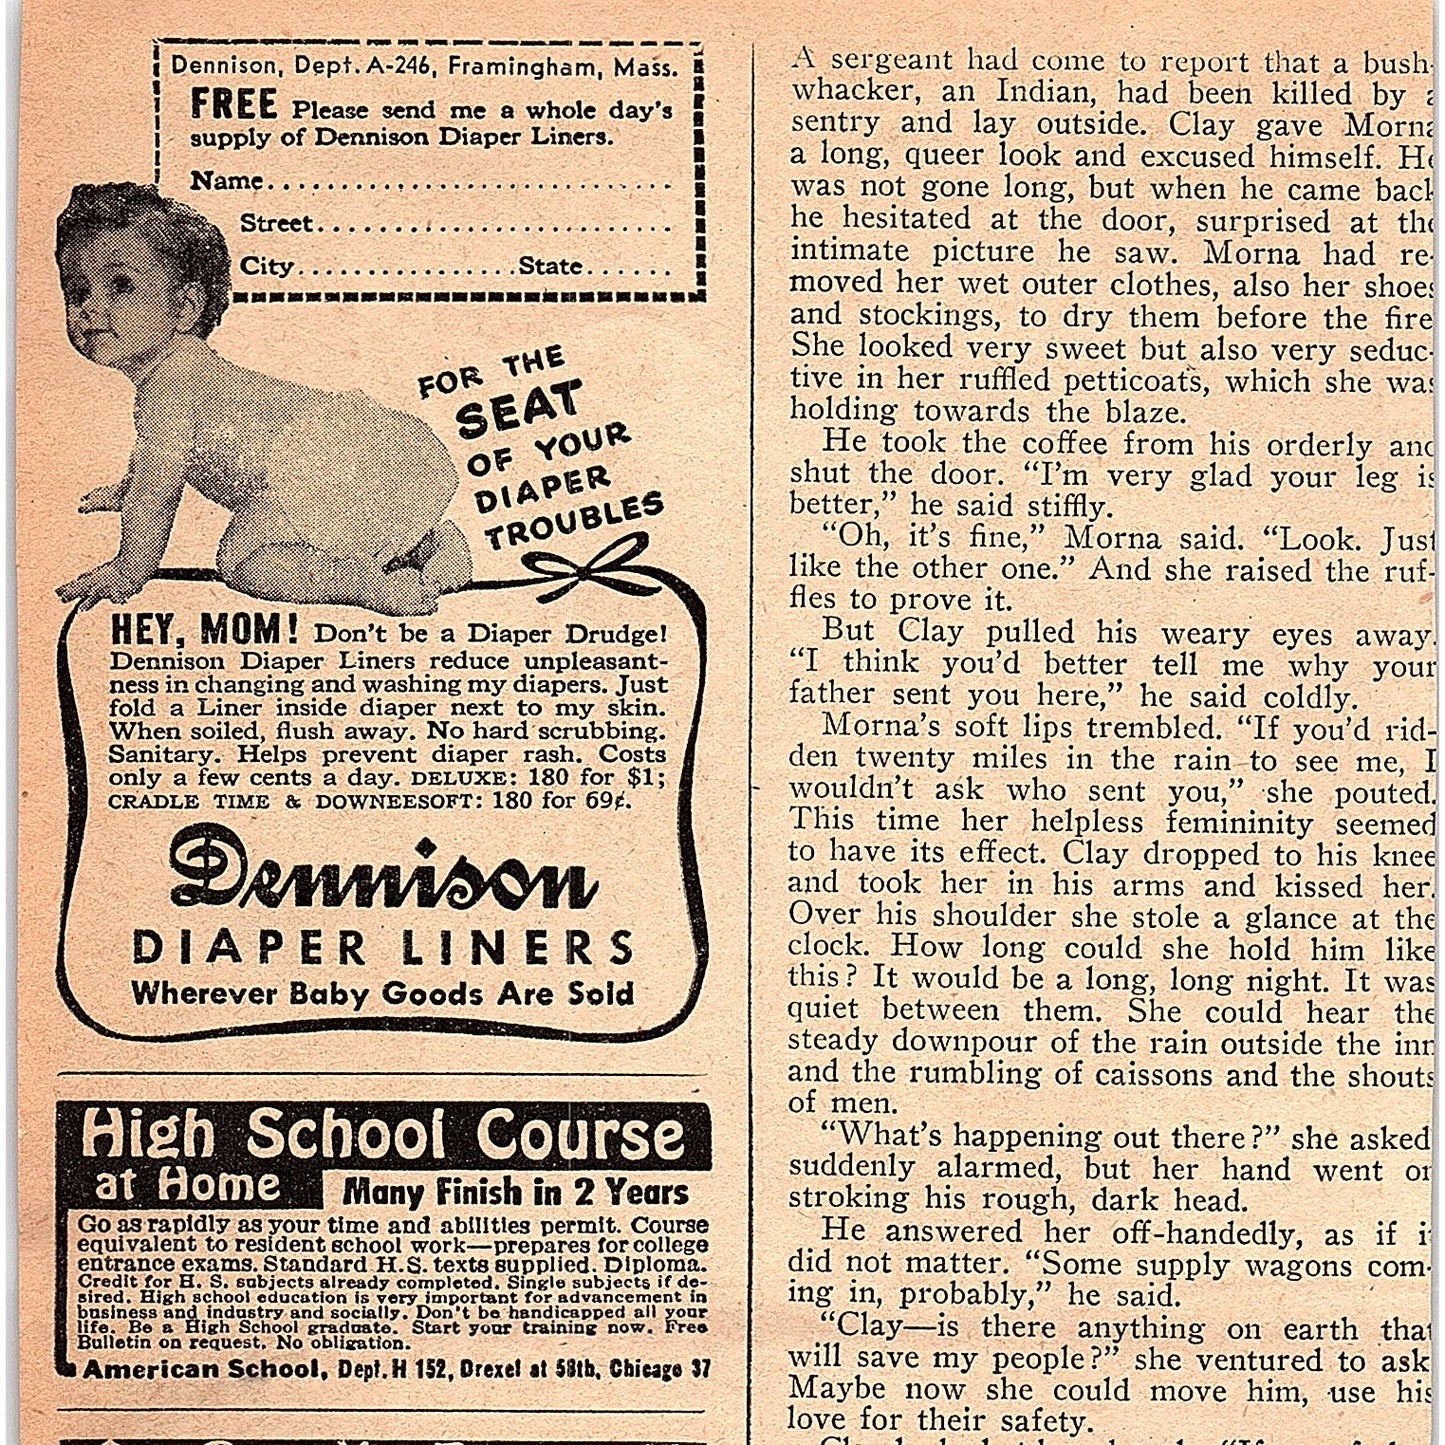 Dennison, Dept. A-246, Framingham, Mass.
FREE Please send me a whole day's
supply of Dennison Diaper Liners.
Name
Street
City State
FOR THE
SEAT
OF YOUR
DIAPER
TROUBLES
HEY, MOM! Don't be a Diaper Drudge!
Dennison Diaper Liners reduce unpleasant-
ness in changing and washing my diapers. Just
fold a Liner inside diaper next to my skin.
When soiled, flush away. No hard scrubbing.
Sanitary. Helps prevent diaper rash. Costs
only a few cents a day. DELUXE: 180 for $1;
CRADLE TIME & DOWNEESOFT: 180 for 69¢.
Dennison
DIAPER LINERS
Wherever Baby Goods Are Sold
High School Course
at Home Many Finish in 2 Years
Go as rapidly as your time and abilities permit. Course
equivalent to resident school work—prepares for college
entrance exams. Standard H.S. texts supplied. Diploma.
Credit for H. S. subjects already completed. Single subjects if de-
sired. High school education is very important for advancement in
business and industry and socially. Don't be handicapped all your
life. Be a High School graduate. Start your training now. Free
Bulletin on request. No obligation.
American School, Dept. H 152, Drexel at 58th, Chicago 37
A sergeant had come to report that a bush-
whacker, an Indian, had been killed by a
sentry and lay outside. Clay gave Morna
a long, queer look and excused himself. He
was not gone long, but when he came back
he hesitated at the door, surprised at the
intimate picture he saw. Morna had re-
moved her wet outer clothes, also her shoes
and stockings, to dry them before the fire
She looked very sweet but also very seduc-
tive in her ruffled petticoats, which she was
holding towards the blaze.
He took the coffee from his orderly and
shut the door. “I'm very glad your leg is
better,” he said stiffly.
“Oh, it's fine,” Morna said. “Look. Just
like the other one.” And she raised the ruf-
fles to prove it.
But Clay pulled his weary eyes away.
“I think you'd better tell me why your
father sent you here,” he said coldly.
Morna's soft lips trembled. “If you'd rid-
den twenty miles in the rain to see me, I
wouldn't ask who sent you,” she pouted.
This time her helpless femininity seemed
to have its effect. Clay dropped to his knee
and took her in his arms and kissed her.
Over his shoulder she stole a glance at the
clock. How long could she hold him like
this? It would be a long, long night. It was
quiet between them. She could hear the
steady downpour of the rain outside the inn
and the rumbling of caissons and the shouts
of men.
“What's happening out there?” she asked
suddenly alarmed, but her hand went on
stroking his rough, dark head.
He answered her off-handedly, as if it
did not matter. “Some supply wagons com-
ing in, probably,” he said.
“Clay—is there anything on earth that
will save my people?” she ventured to ask
Maybe now she could move him, use his
love for their safety.